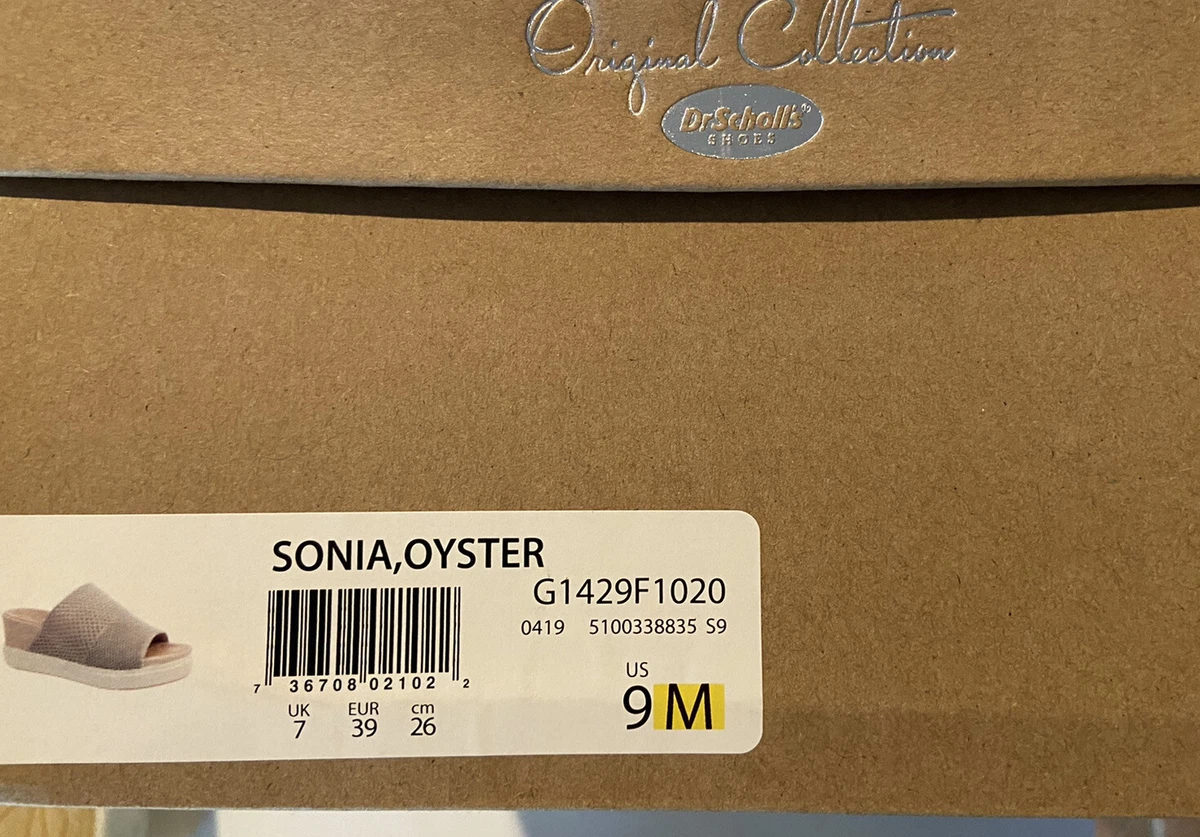 Original Collection
Dr.Scholl's®
SHOES
SONIA,OYSTER
G1429F1020
0419 5100338835 S9
7 36708 02102 2
UK EUR cm
7 39 26
US
9 M